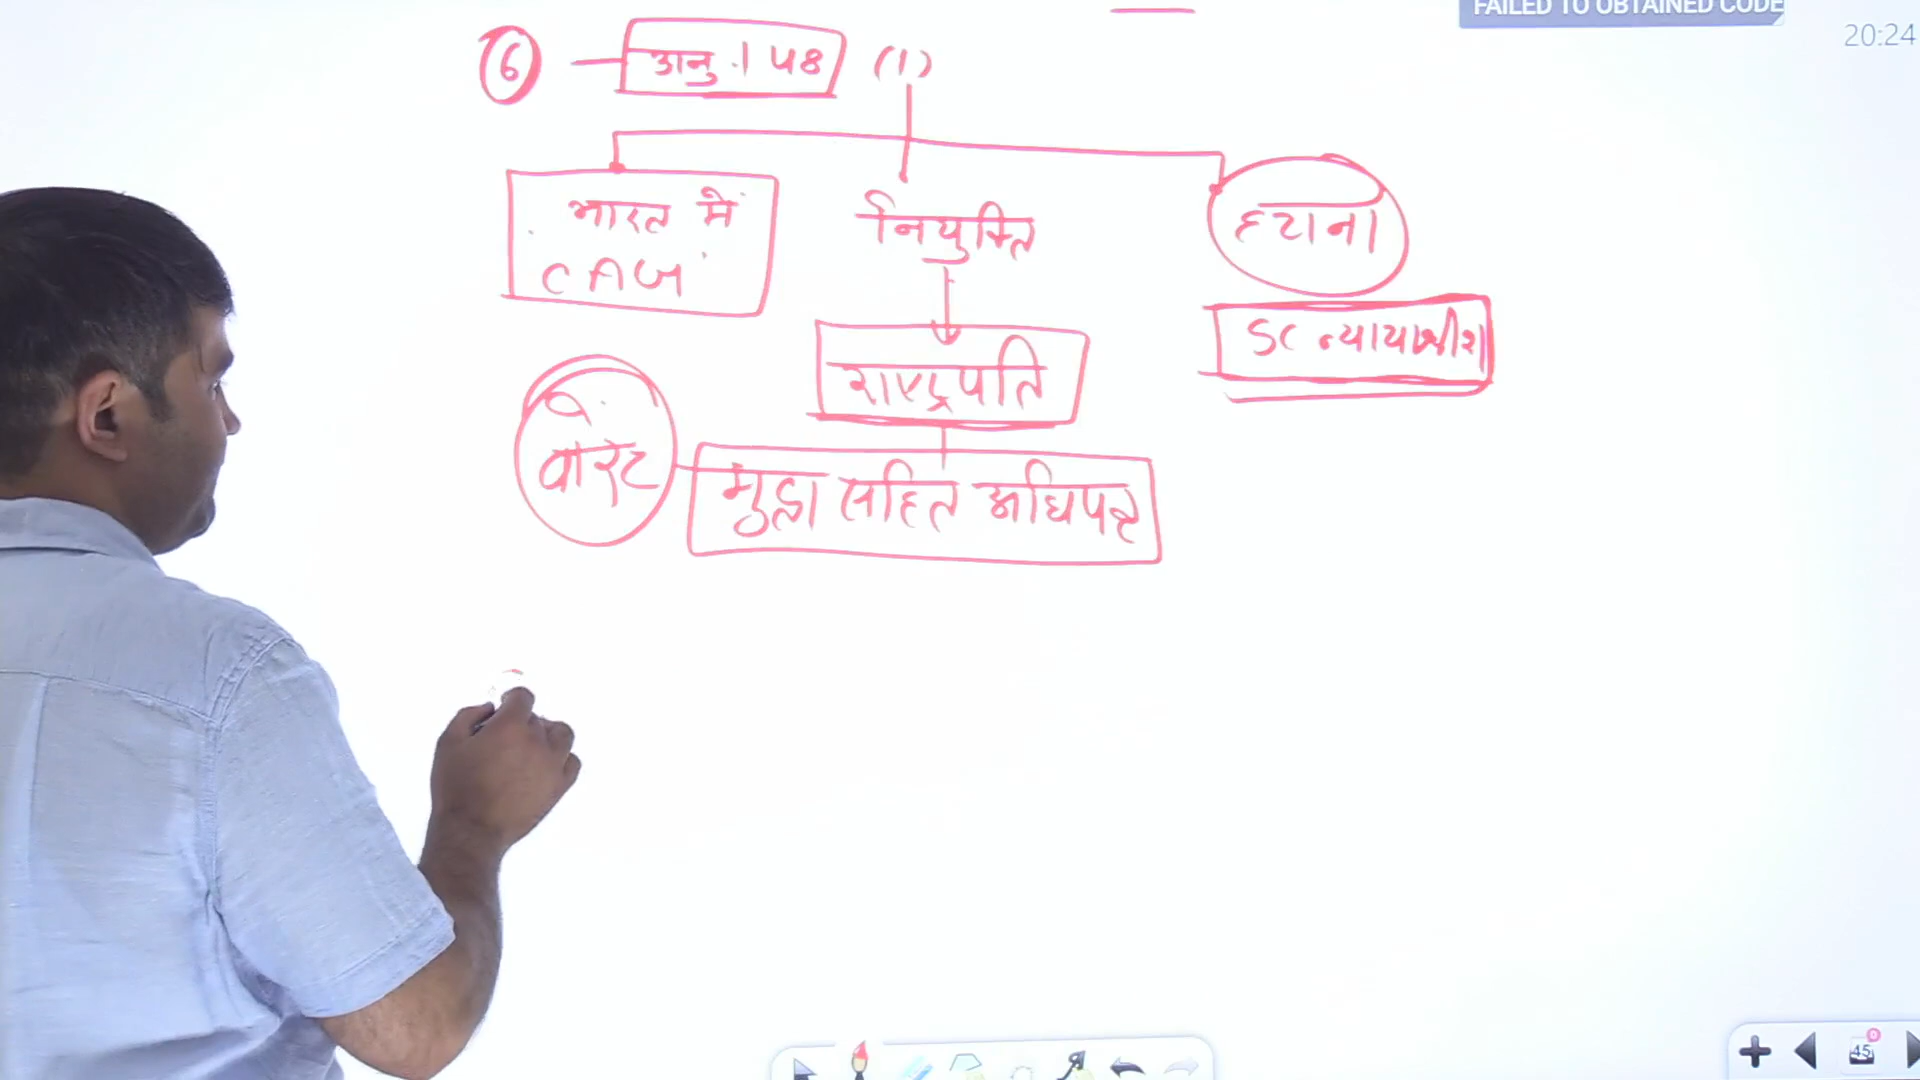 FAILED TO OBTAINED CODE
20:24
6
अनु. 148 (1)
भारत में
CAG
नियुक्ति
हटाना
SC न्यायाधीश
राष्ट्रपति
वारंट
मुद्रा सहित अधिपत्र
45
0